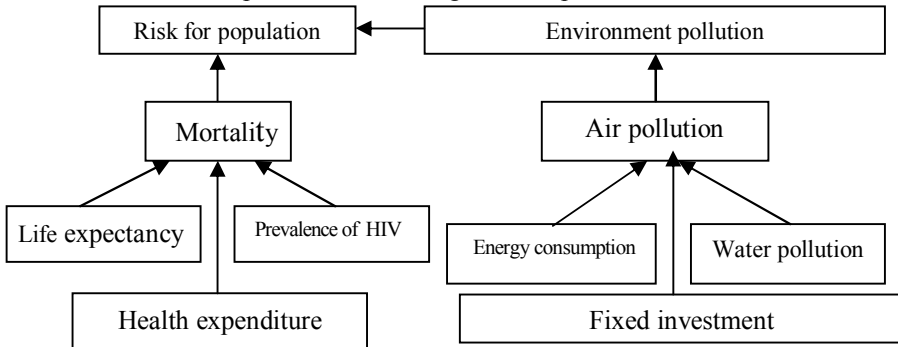 Risk for population
Environment pollution
Mortality
Air pollution
Life expectancy
Prevalence of HIV
Energy consumption
Water pollution
Health expenditure
Fixed investment